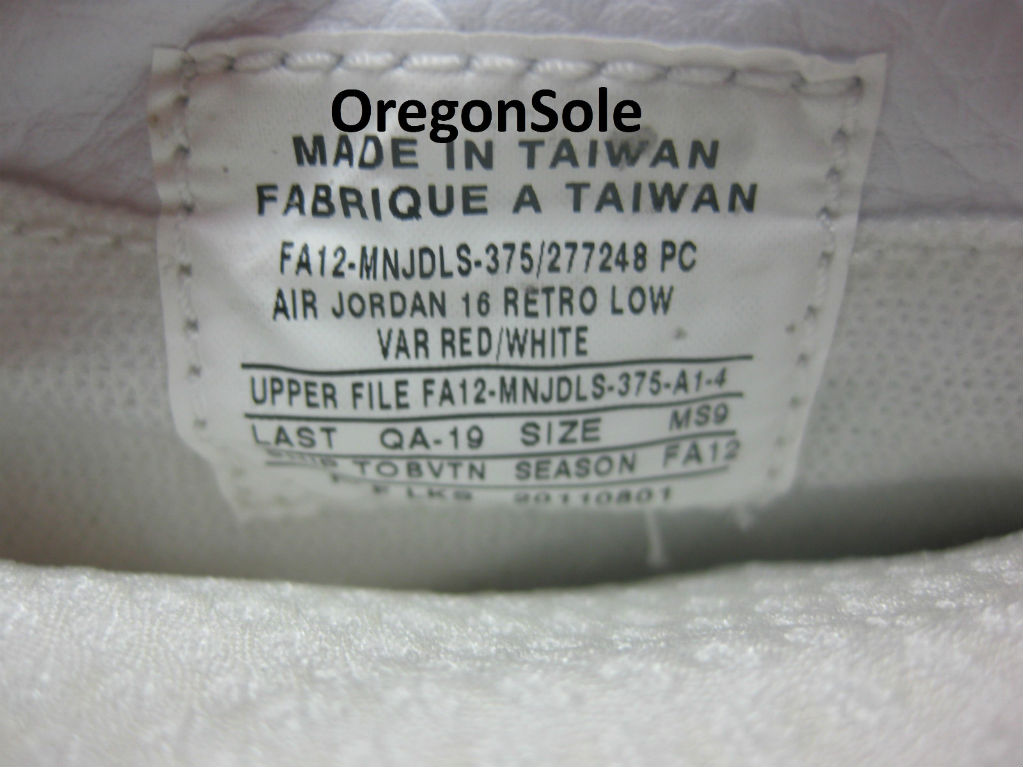 OregonSole
MADE IN TAIWAN
FABRIQUE A TAIWAN
FA12-MNJDLS-375/277248 PC
AIR JORDAN 16 RETRO LOW
VAR RED/WHITE
UPPER FILE FA12-MNJDLS-375-A1-4
LAST QA-19 SIZE MS9
TOBVTN SEASON FA12
LKS 20110801